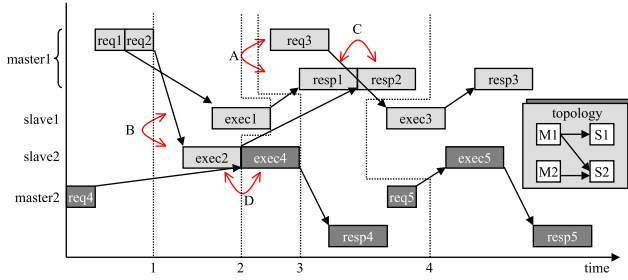 req1 req2 req3 C
A
master1 resp1 resp2 resp3
slave1 exec1 exec3
B
slave2 exec2 exec4 exec5
D
master2 req4 req5
resp4 resp5
1 2 3 4 time
topology
M1 S1
M2 S2